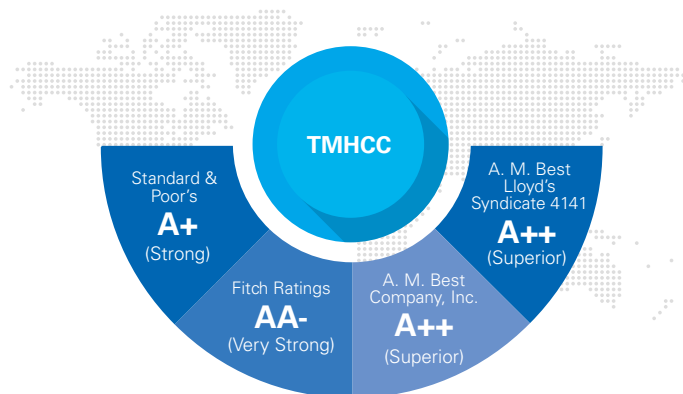 TMHCC
Standard &
Poor's
A+
(Strong)
Fitch Ratings
AA-
(Very Strong)
A. M. Best
Company, Inc.
A++
(Superior)
A. M. Best
Lloyd's
Syndicate 4141
A++
(Superior)